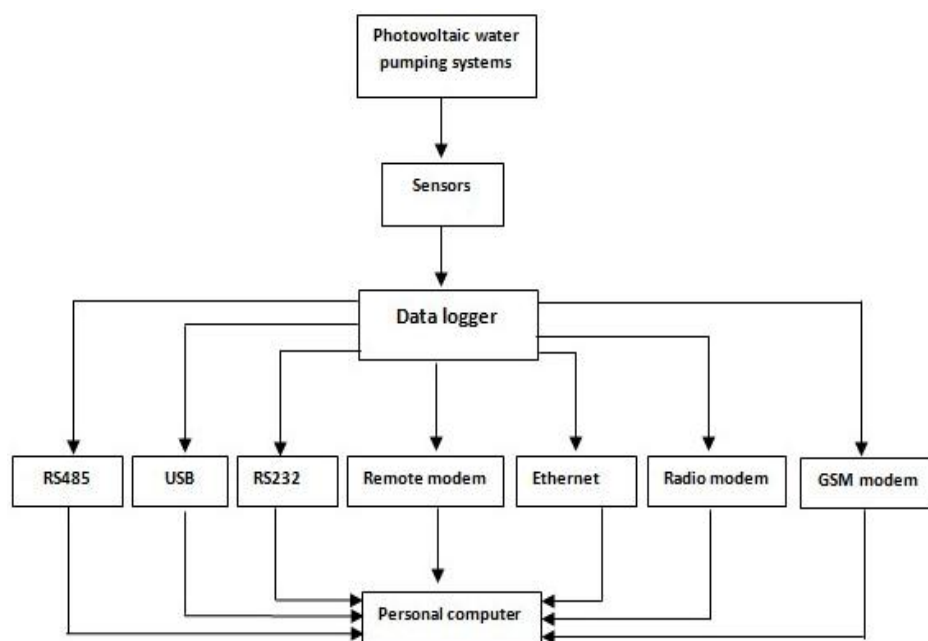 Photovoltaic water
pumping systems
Sensors
Data logger
RS485
USB
RS232
Remote modem
Ethernet
Radio modem
GSM modem
Personal computer